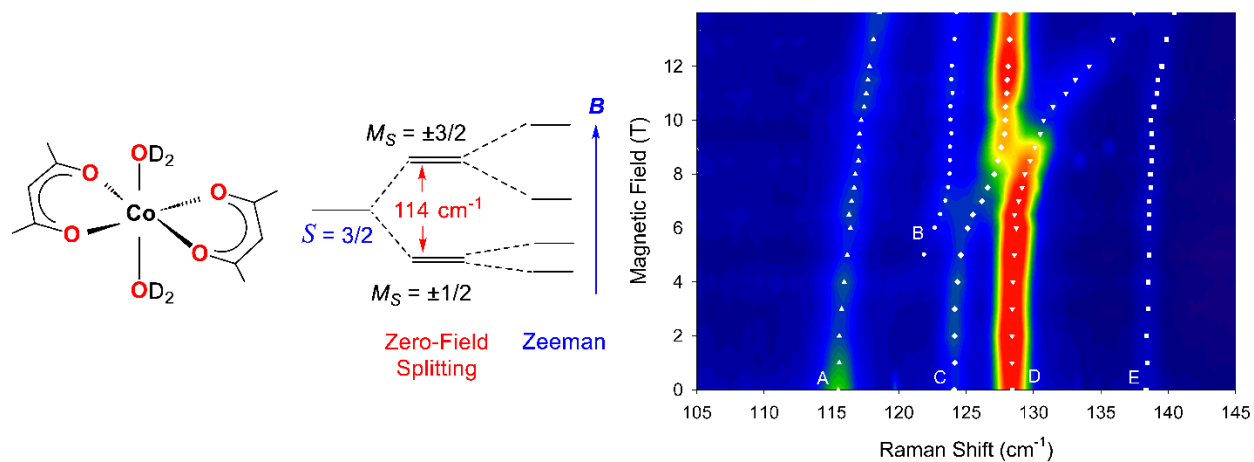 OD2
O
O
Co
O
O
OD2
S = 3/2
MS = ±3/2
114 cm-1
MS = ±1/2
Zero-Field
Splitting
B
Zeeman
Magnetic Field (T)
12
10
8
6
4
2
0
A
B
C
D
E
105
110
115
120
125
130
135
140
145
Raman Shift (cm-1)